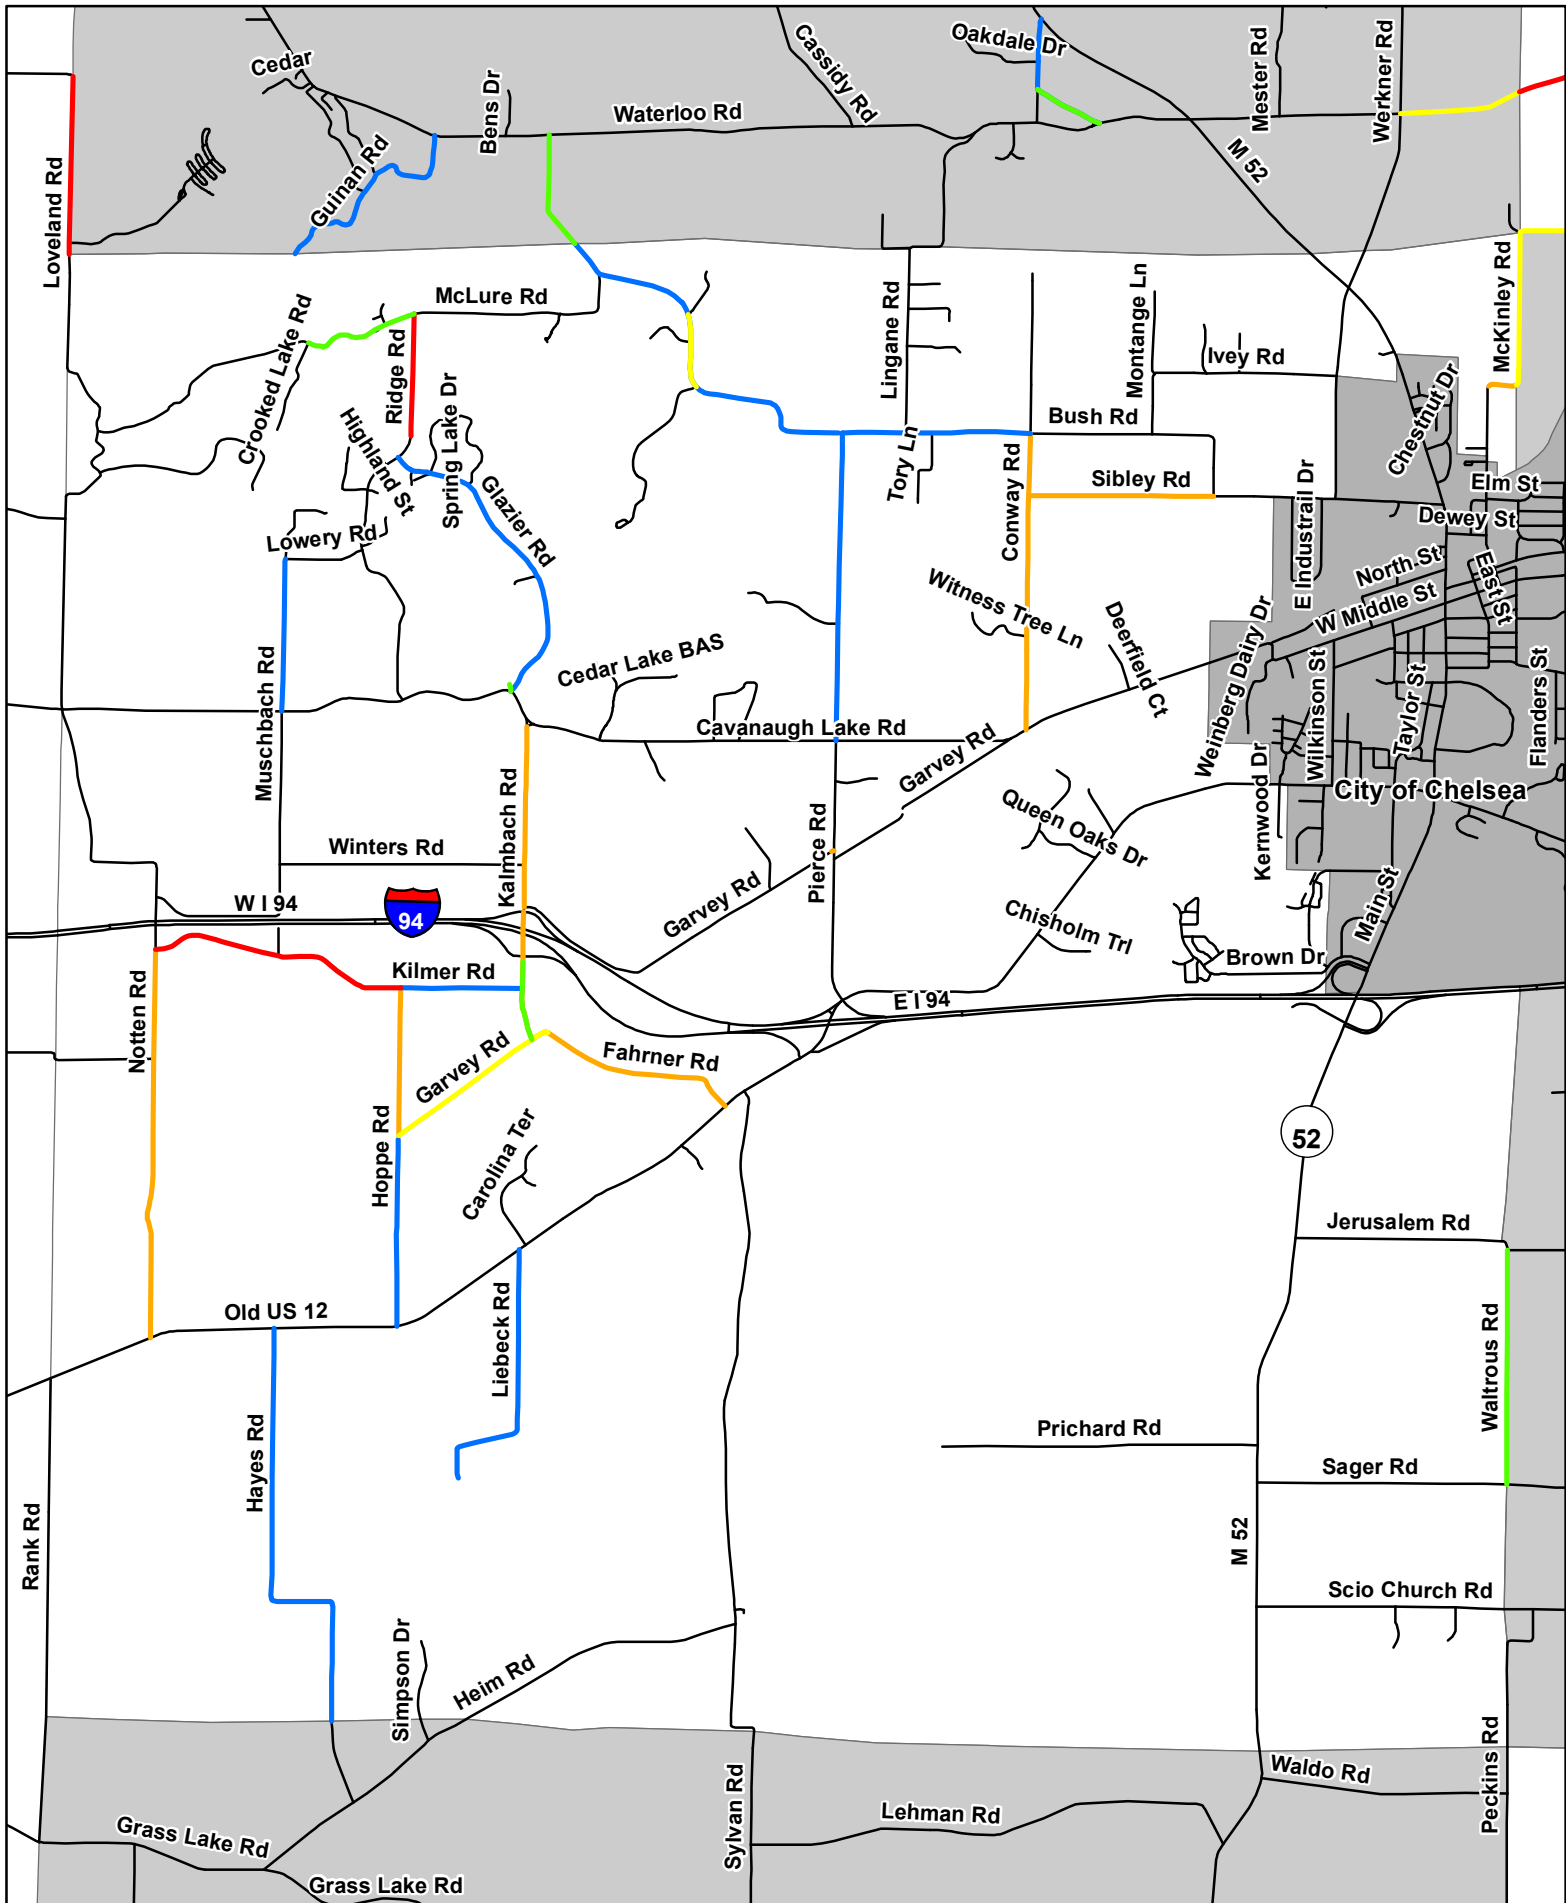 Cedar
Bens Dr
Waterloo Rd
Cassidy Rd
Oakdale Dr
Mester Rd
Werkner Rd
M 52
Loveland Rd
Guinan Rd
McLure Rd
Crooked Lake Rd
Ridge Rd
Lingane Rd
Montange Ln
Ivey Rd
McKinley Rd
Highland St
Spring Lake Dr
Glazier Rd
Tory Ln
Bush Rd
Conway Rd
Sibley Rd
Chestnut Dr
Elm St
Dewey St
E Industrail Dr
North St
East St
W Middle St
Lowery Rd
Witness Tree Ln
Deerfield Ct
Weinberg Dairy Dr
Wilkinson St
Taylor St
Flanders St
Muschbach Rd
Cedar Lake BAS
Cavanaugh Lake Rd
Garvey Rd
Kernwood Dr
City of Chelsea
Winters Rd
Kalmbach Rd
Pierce Rd
Queen Oaks Dr
W I 94
94
Garvey Rd
Chisholm Trl
Main St
Brown Dr
Kilmer Rd
E I 94
Notten Rd
Garvey Rd
Fahrner Rd
Hoppe Rd
Carolina Ter
52
Jerusalem Rd
Old US 12
Liebeck Rd
Waltrous Rd
Hayes Rd
Prichard Rd
Sager Rd
Rank Rd
M 52
Scio Church Rd
Simpson Dr
Heim Rd
Waldo Rd
Peckins Rd
Sylvan Rd
Lehman Rd
Grass Lake Rd
Grass Lake Rd